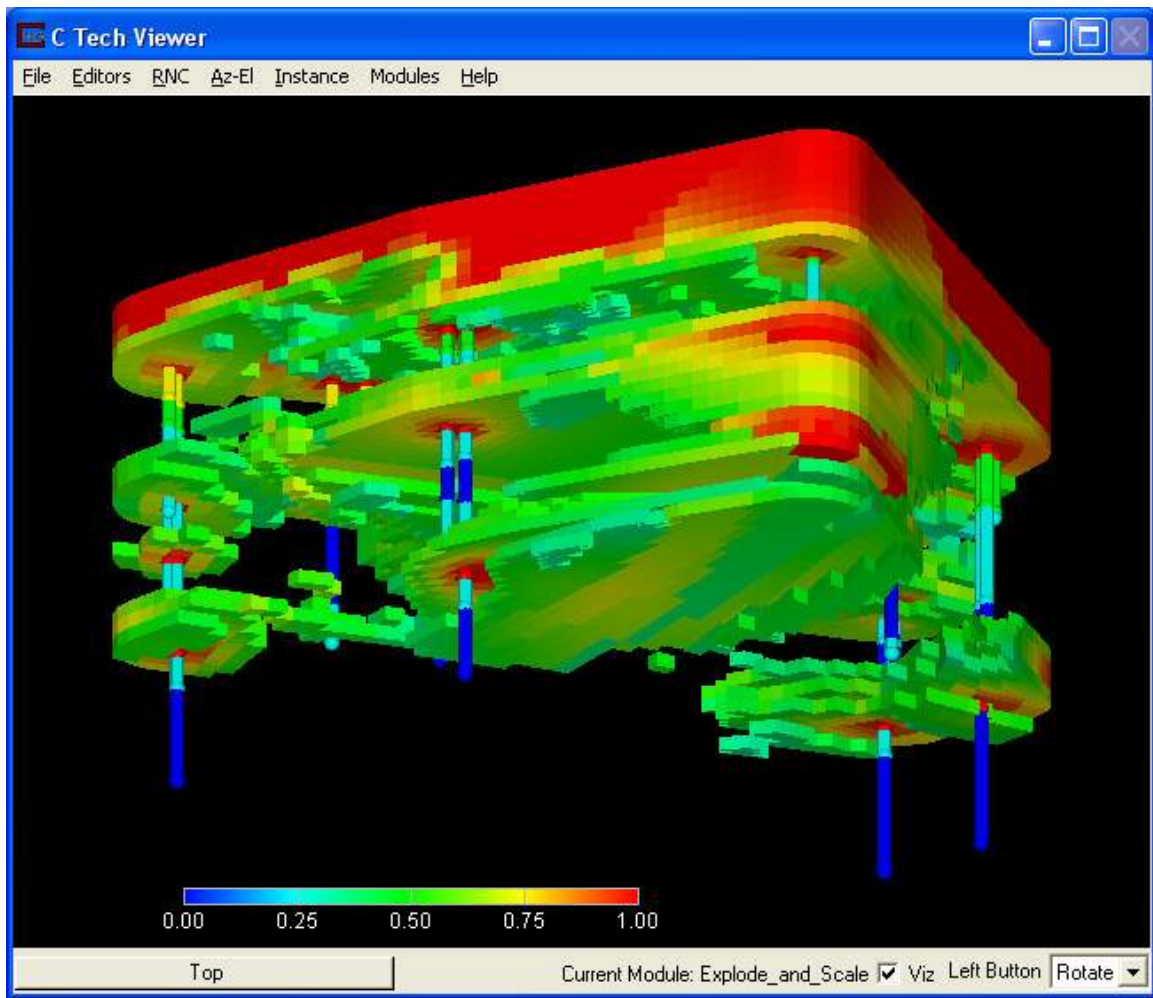 C Tech Viewer
File Editors RNC Az-El Instance Modules Help
0.00 0.25 0.50 0.75 1.00
Top Current Module: Explode_and_Scale Viz Left Button Rotate